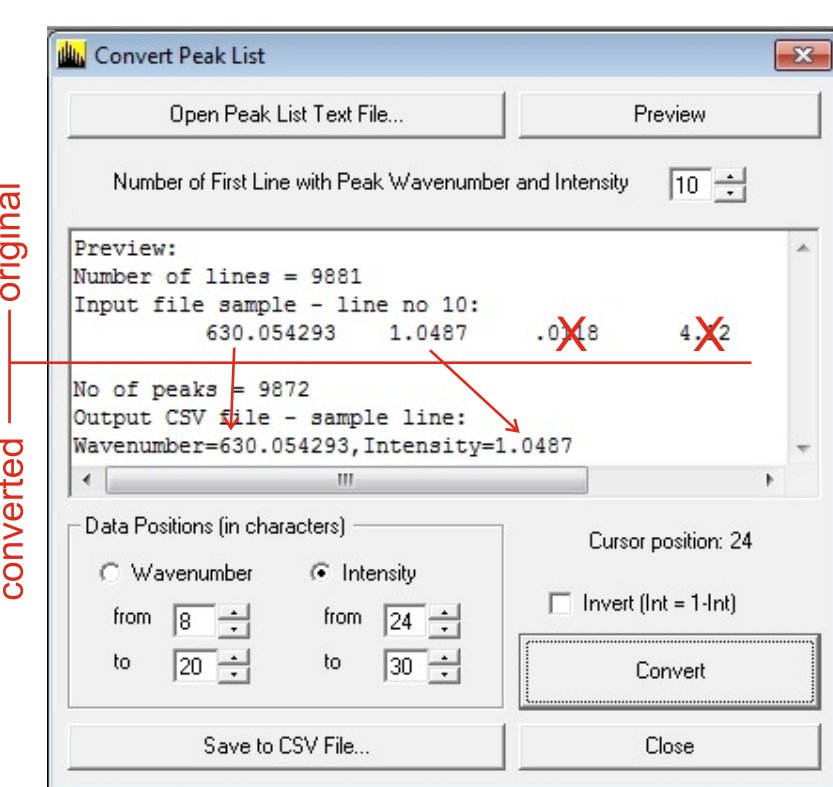 Convert Peak List
Open Peak List Text File...
Preview
Number of First Line with Peak Wavenumber and Intensity
10
original
converted
Preview:
Number of lines = 9881
Input file sample - line no 10:
630.054293 1.0487 .0118 4.12
No of peaks = 9872
Output CSV file - sample line:
Wavenumber=630.054293,Intensity=1.0487
Data Positions (in characters)
Wavenumber
Intensity
from 8
from 24
to 20
to 30
Cursor position: 24
Invert (Int = 1-Int)
Convert
Save to CSV File...
Close